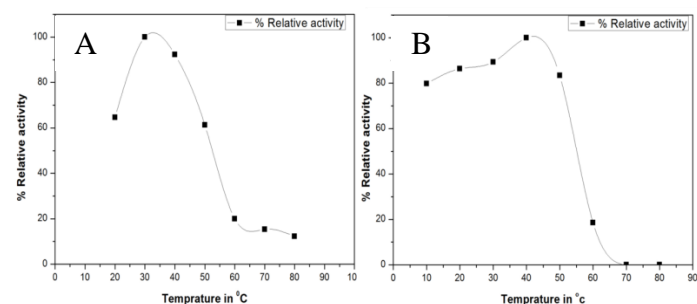 A
% Relative activity
100
80
60
40
20
0
% Relative activity
0 10 20 30 40 50 60 70 80 90 10
Temprature in ⁰C
B
% Relative activity
100
80
60
40
20
0
% Relative activity
0 10 20 30 40 50 60 70 80 90 100
Temprature in °c